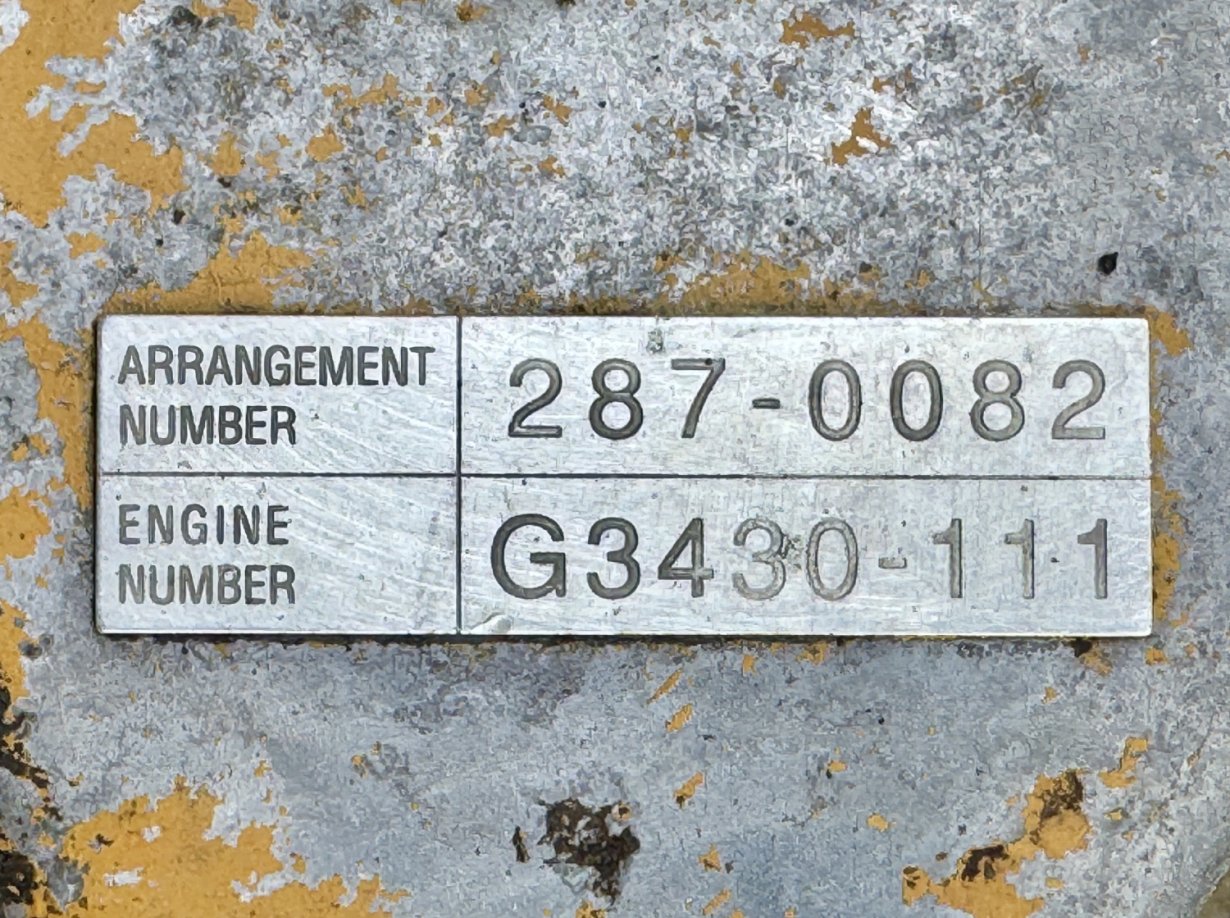 ARRANGEMENT
NUMBER
287-0082
ENGINE
NUMBER
G3430-111